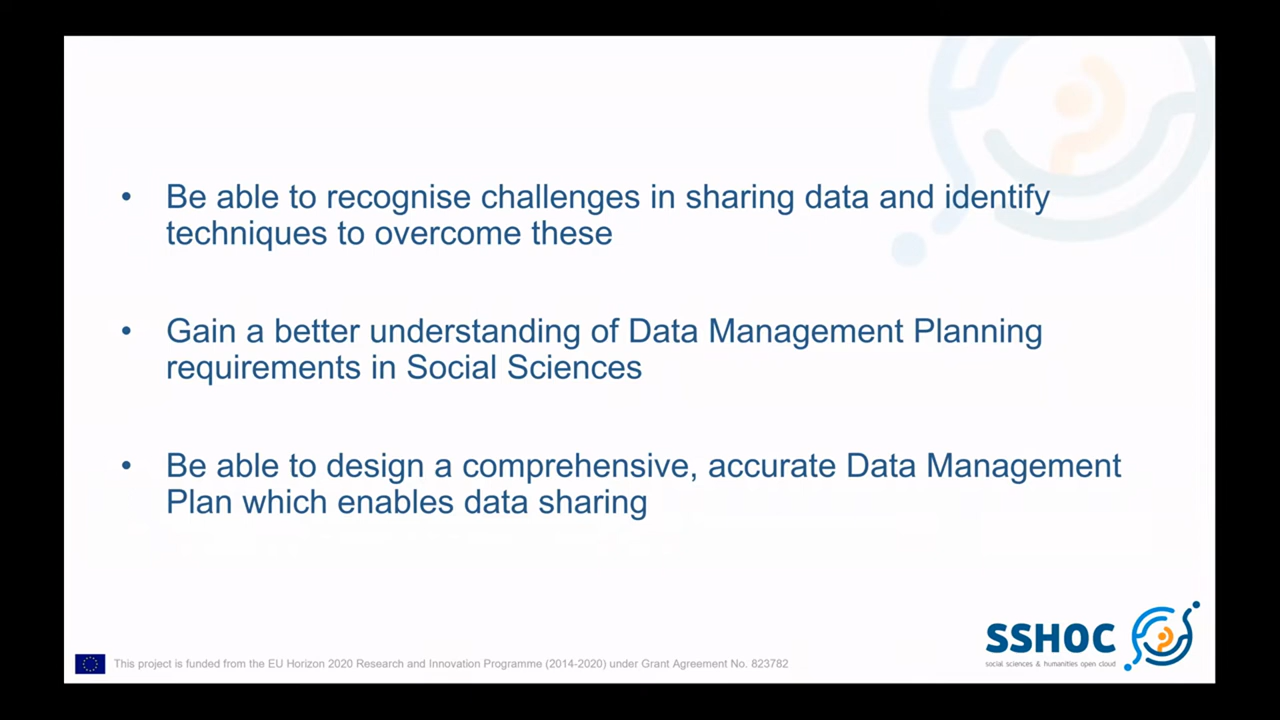 • Be able to recognise challenges in sharing data and identify
techniques to overcome these
• Gain a better understanding of Data Management Planning
requirements in Social Sciences
• Be able to design a comprehensive, accurate Data Management
Plan which enables data sharing
SSHOC
social sciences & humanities open cloud
This project is funded from the EU Horizon 2020 Research and Innovation Programme (2014-2020) under Grant Agreement No. 823782